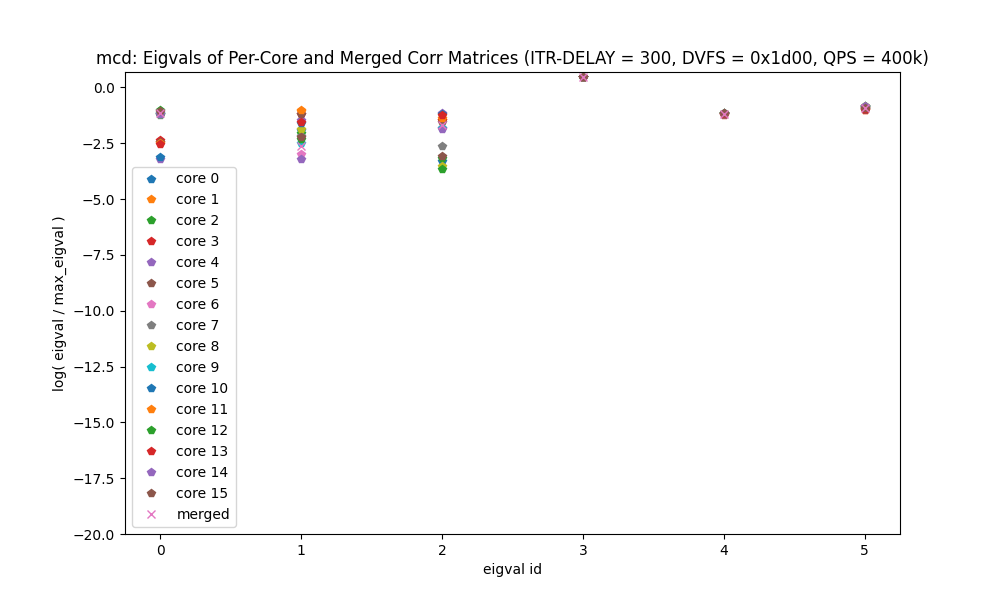 mcd: Eigvals of Per-Core and Merged Corr Matrices (ITR-DELAY = 300, DVFS = 0x1d00, QPS = 400k)
log( eigval / max_eigval )
0.0
−2.5
−5.0
−7.5
−10.0
−12.5
−15.0
−17.5
−20.0
core 0
core 1
core 2
core 3
core 4
core 5
core 6
core 7
core 8
core 9
core 10
core 11
core 12
core 13
core 14
core 15
merged
0 1 2 3 4 5
eigval id